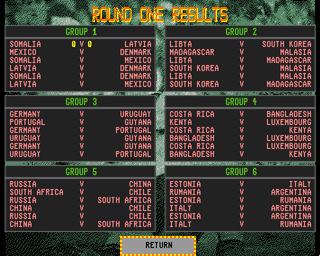 ROUND ONE RESULTS
GROUP 1
SOMALIA 0 V 0 LATVIA
MEXICO V DENMARK
SOMALIA V MEXICO
LATVIA V DENMARK
SOMALIA V DENMARK
LATVIA V MEXICO
GROUP 2
LIBYA V SOUTH KOREA
MADAGASCAR V MALASIA
LIBYA V MADAGASCAR
SOUTH KOREA V MALASIA
LIBYA V MALASIA
SOUTH KOREA V MADAGASCAR
GROUP 3
GERMANY V URUGUAY
PORTUGAL V GUYANA
GERMANY V PORTUGAL
URUGUAY V GUYANA
GERMANY V GUYANA
URUGUAY V PORTUGAL
GROUP 4
COSTA RICA V BANGLADESH
KENYA V LUXEMBOURG
COSTA RICA V KENYA
BANGLADESH V LUXEMBOURG
COSTA RICA V LUXEMBOURG
BANGLADESH V KENYA
GROUP 5
RUSSIA V CHINA
SOUTH AFRICA V CHILE
RUSSIA V SOUTH AFRICA
CHINA V CHILE
RUSSIA V CHILE
CHINA V SOUTH AFRICA
GROUP 6
ESTONIA V ITALY
RUMANIA V ARGENTINA
ESTONIA V RUMANIA
ITALY V ARGENTINA
ESTONIA V ARGENTINA
ITALY V RUMANIA
RETURN